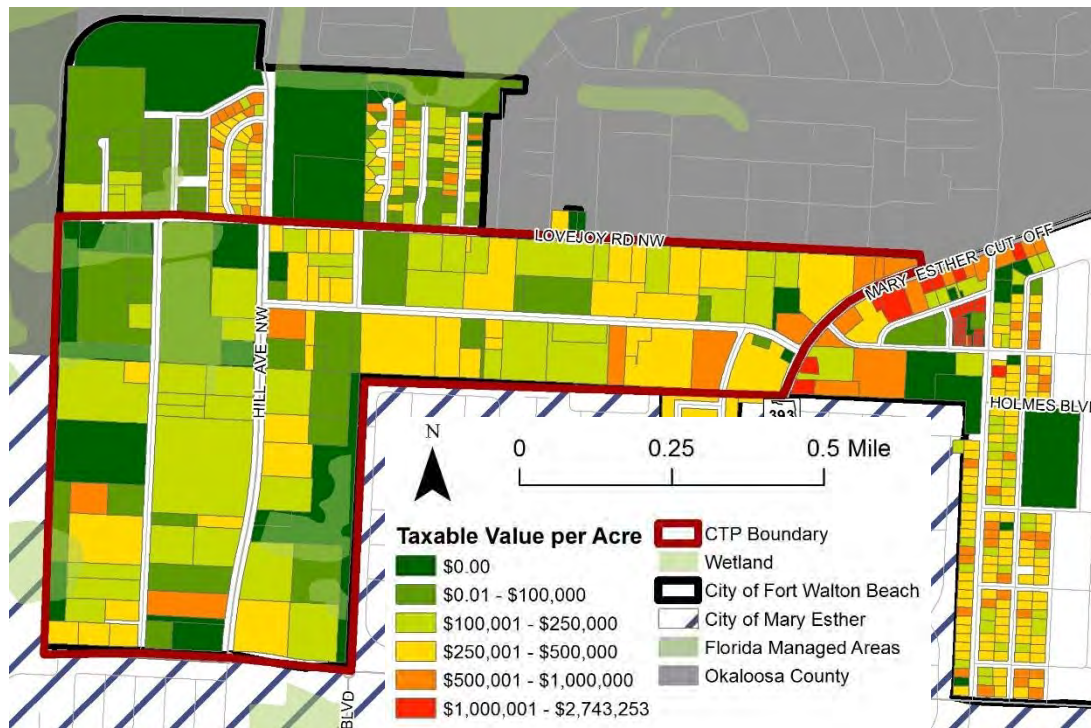 LOVEJOY RD NW
MARY ESTHER CUT OFF
HILL AVE NW
HOLMES BLVD
393
N
0 0.25 0.5 Mile
Taxable Value per Acre
$0.00
$0.01 - $100,000
$100,001 - $250,000
$250,001 - $500,000
$500,001 - $1,000,000
$1,000,001 - $2,743,253
CTP Boundary
Wetland
City of Fort Walton Beach
City of Mary Esther
Florida Managed Areas
Okaloosa County
BLVD